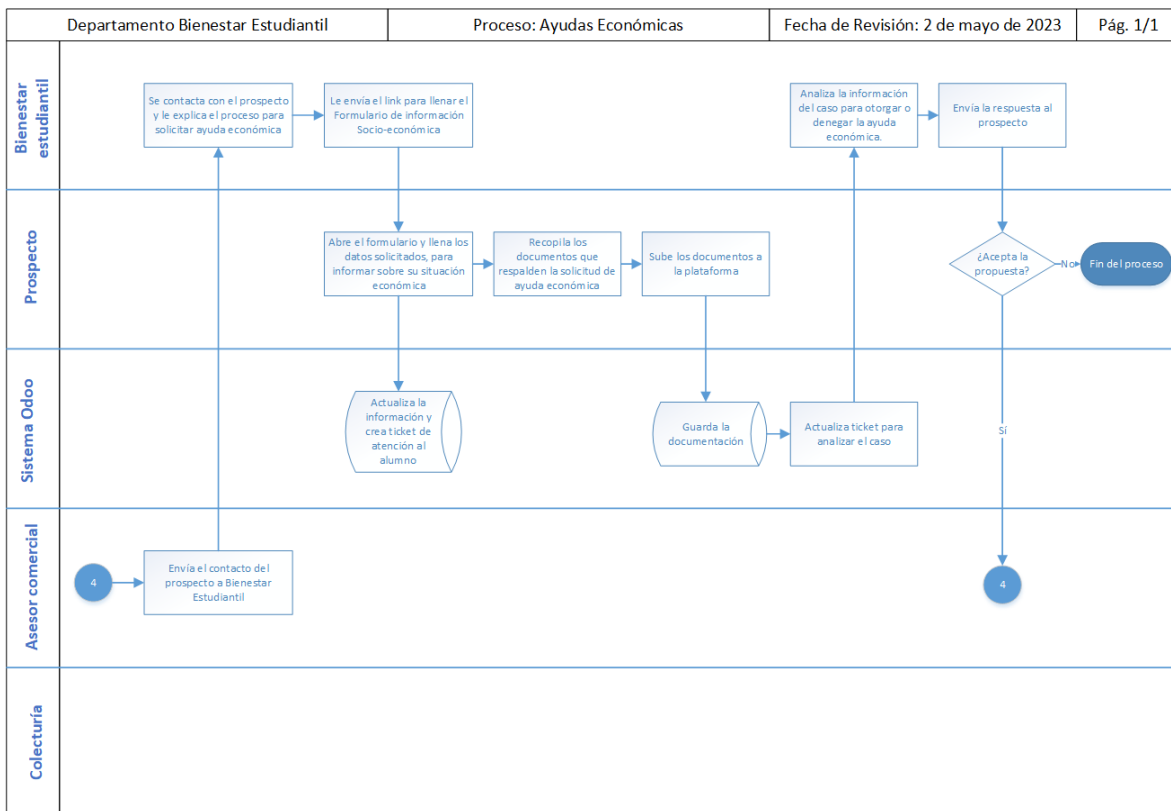 Departamento Bienestar Estudiantil
Proceso: Ayudas Económicas
Fecha de Revisión: 2 de mayo de 2023
Pág. 1/1
Bienestar
estudiantil
Se contacta con el prospecto
y le explica el proceso para
solicitar ayuda económica
Le envía el link para llenar el
Formulario de información
Socio-económica
Analiza la información
del caso para otorgar o
denegar la ayuda
económica.
Envía la respuesta al
prospecto
Prospecto
Abre el formulario y llena los
datos solicitados, para
informar sobre su situación
económica
Recopila los
documentos que
respalden la solicitud de
ayuda económica
Sube los documentos a
la plataforma
¿Acepta la
propuesta?
No
Fin del proceso
Sistema Odoo
Actualiza la
información y
crea ticket de
atención al
alumno
Guarda la
documentación
Actualiza ticket para
analizar el caso
Sí
Asesor comercial
4
Envía el contacto del
prospecto a Bienestar
Estudiantil
4
Colecturía